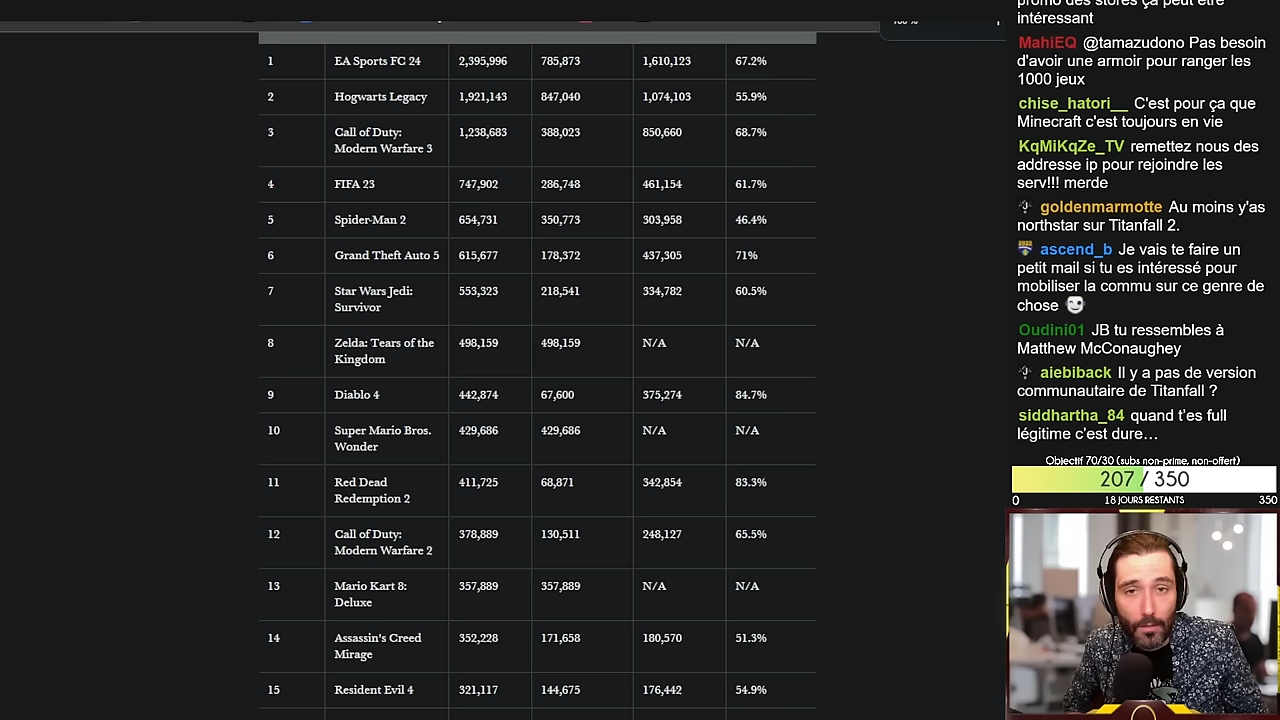 promo des stores ça peut être
intéressant
MahiEQ @tamazudono Pas besoin
d'avoir une armoir pour ranger les
1000 jeux
chise_hatori__ C'est pour ça que
Minecraft c'est toujours en vie
KqMiKqZe_TV remettez nous des
addresse ip pour rejoindre les
serv!!! merde
goldenmarmotte Au moins y'as
northstar sur Titanfall 2.
ascend_b Je vais te faire un
petit mail si tu es intéressé pour
mobiliser la commu sur ce genre de
chose
Oudini01 JB tu ressembles à
Matthew McConaughey
aiebiback Il y a pas de version
communautaire de Titanfall ?
siddhartha_84 quand t'es full
légitime c'est dure...
Objectif 70/30 (subs non-prime, non-offert)
207 / 350
0 18 JOURS RESTANTS 350
1 EA Sports FC 24 2,395,996 785,873 1,610,123 67.2%
2 Hogwarts Legacy 1,921,143 847,040 1,074,103 55.9%
3 Call of Duty: 1,238,683 388,023 850,660 68.7%
Modern Warfare 3
4 FIFA 23 747,902 286,748 461,154 61.7%
5 Spider-Man 2 654,731 350,773 303,958 46.4%
6 Grand Theft Auto 5 615,677 178,372 437,305 71%
7 Star Wars Jedi: 553,323 218,541 334,782 60.5%
Survivor
8 Zelda: Tears of the 498,159 498,159 N/A N/A
Kingdom
9 Diablo 4 442,874 67,600 375,274 84.7%
10 Super Mario Bros. 429,686 429,686 N/A N/A
Wonder
11 Red Dead 411,725 68,871 342,854 83.3%
Redemption 2
12 Call of Duty: 378,889 130,511 248,127 65.5%
Modern Warfare 2
13 Mario Kart 8: 357,889 357,889 N/A N/A
Deluxe
14 Assassin's Creed 352,228 171,658 180,570 51.3%
Mirage
15 Resident Evil 4 321,117 144,675 176,442 54.9%